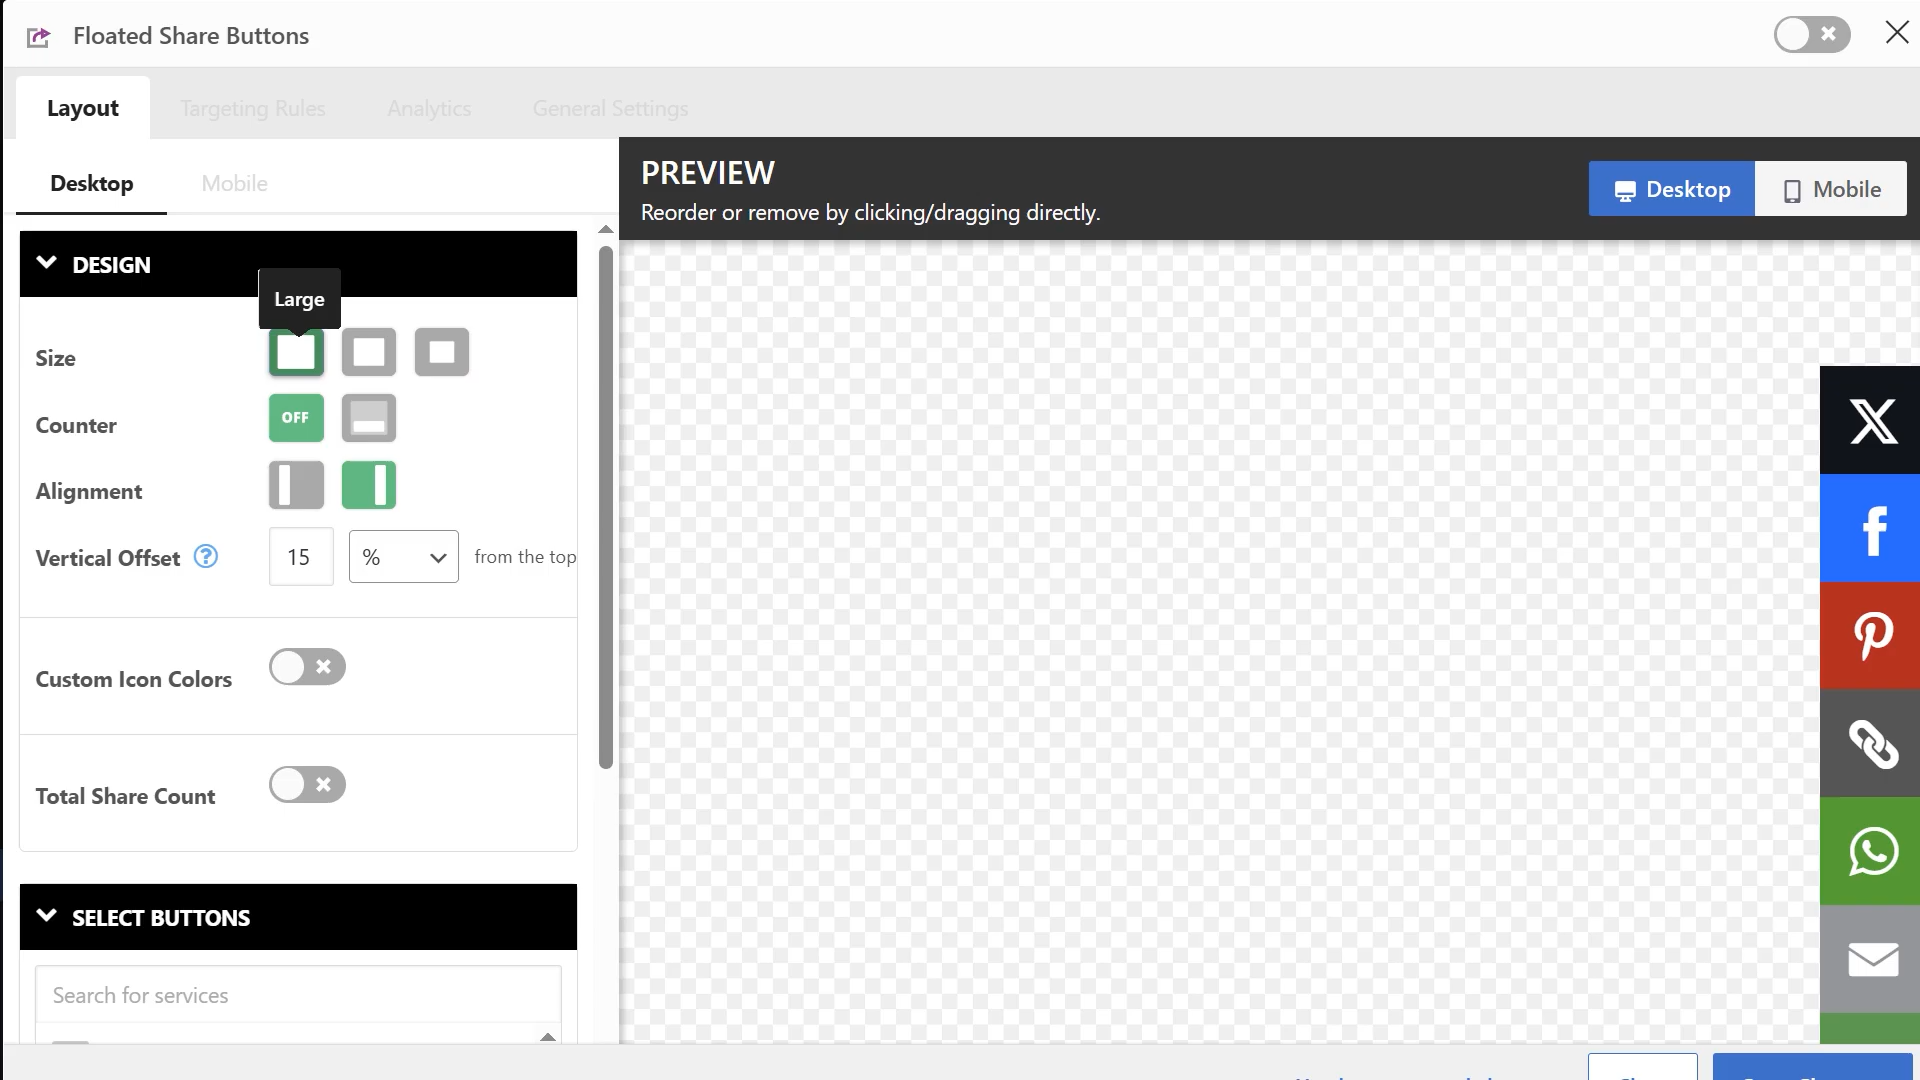 Floated Share Buttons
Layout
Targeting Rules
Analytics
General Settings
Desktop
Mobile
PREVIEW
Reorder or remove by clicking/dragging directly.
Desktop
Mobile
DESIGN
Large
Size
Counter
OFF
Alignment
Vertical Offset
?
15
%
from the top
Custom Icon Colors
Total Share Count
SELECT BUTTONS
Search for services